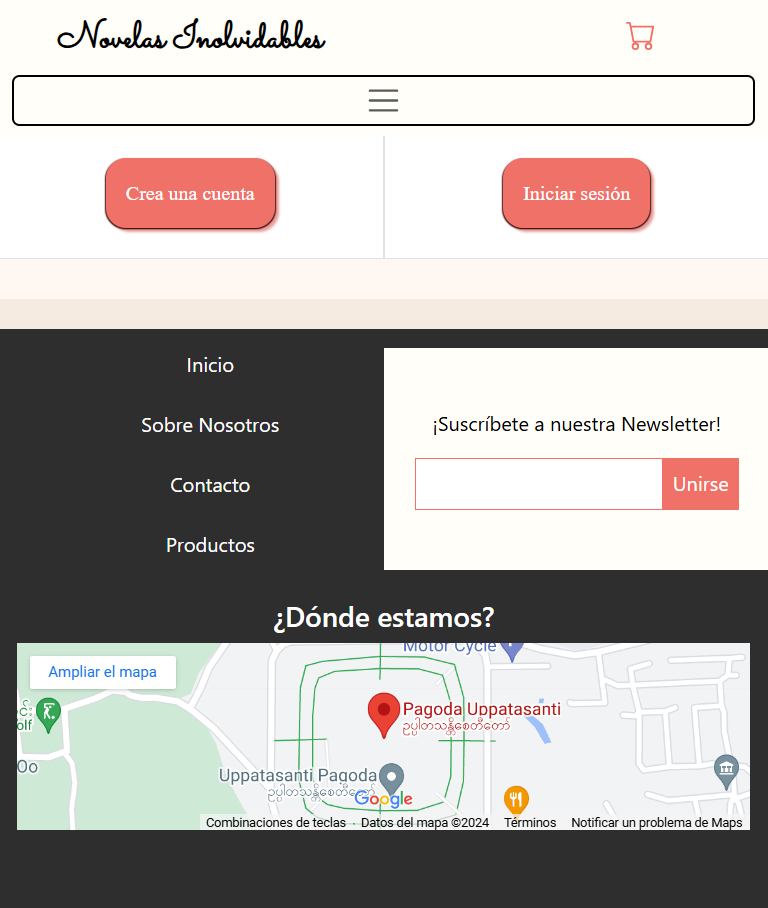 Novelas Inolvidables
Crea una cuenta
Iniciar sesión
Inicio
Sobre Nosotros
Contacto
Productos
¡Suscríbete a nuestra Newsletter!
Unirse
¿Dónde estamos?
Ampliar el mapa
Motor Cycle
Pagoda Uppatasanti
ဥပ္ပါတသန္တိစေတီတော်
Uppatasanti Pagoda
ဥပ္ပါတသန္တိစေတီတော်
Google
Combinaciones de teclas · Datos del mapa ©2024 Términos Notificar un problema de Maps